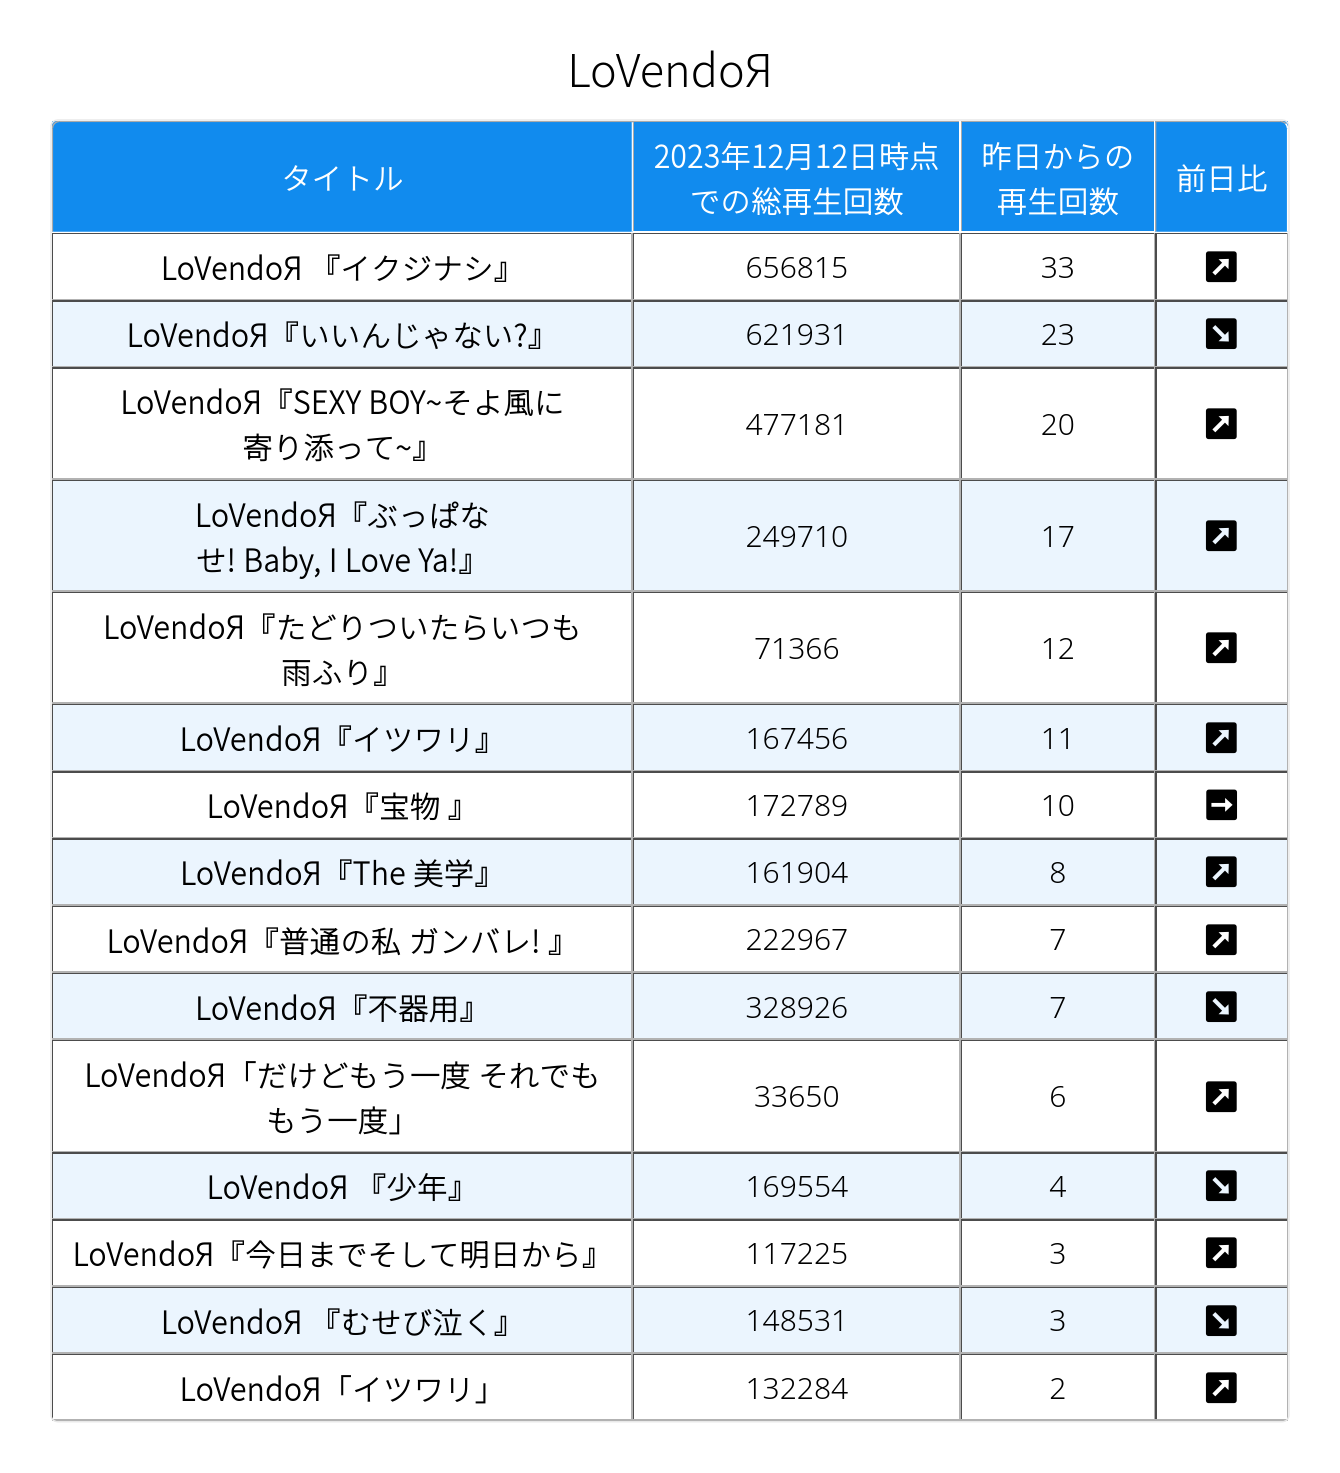 LoVendoЯ
タイトル
2023年12月12日時点
での総再生回数
昨日からの
再生回数
前日比
LoVendoЯ 『イクジナシ』
656815
33
LoVendoЯ『いいんじゃない?』
621931
23
LoVendoЯ『SEXY BOY~そよ風に
寄り添って~』
477181
20
LoVendoЯ『ぶっぱな
せ! Baby, I Love Ya!』
249710
17
LoVendoЯ『たどりついたらいつも
雨ふり』
71366
12
LoVendoЯ『イツワリ』
167456
11
LoVendoЯ『宝物 』
172789
10
LoVendoЯ『The 美学』
161904
8
LoVendoЯ『普通の私 ガンバレ! 』
222967
7
LoVendoЯ『不器用』
328926
7
LoVendoЯ「だけどもう一度 それでも
もう一度」
33650
6
LoVendoЯ 『少年』
169554
4
LoVendoЯ『今日までそして明日から』
117225
3
LoVendoЯ 『むせび泣く』
148531
3
LoVendoЯ「イツワリ」
132284
2